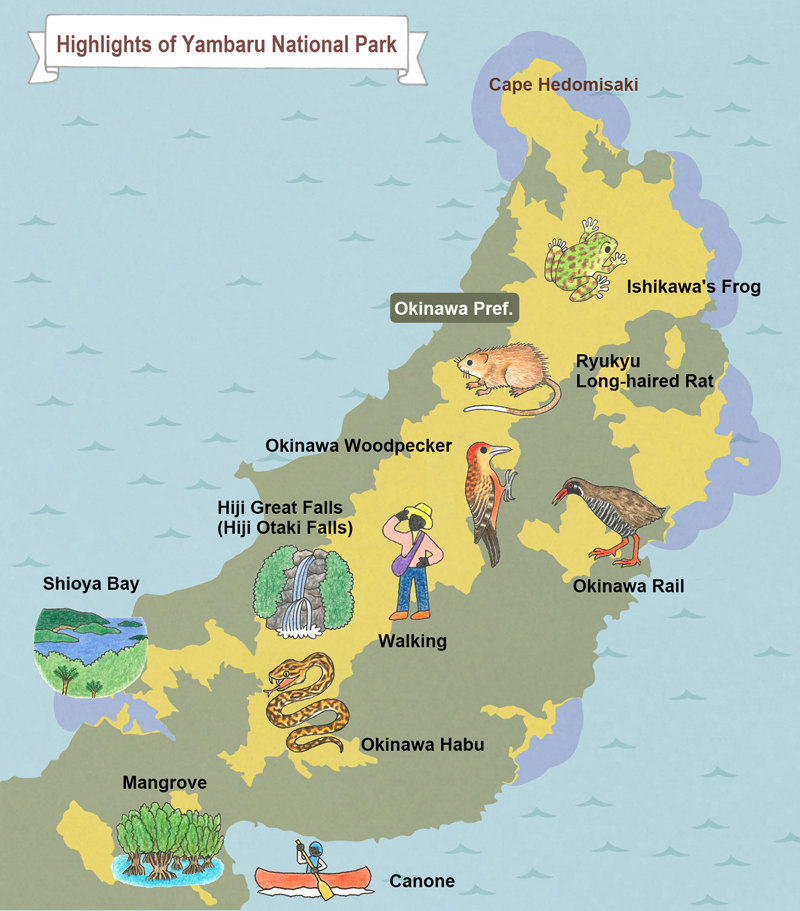 Highlights of Yambaru National Park
Cape Hedomisaki
Ishikawa's Frog
Okinawa Pref.
Ryukyu
Long-haired Rat
Okinawa Woodpecker
Hiji Great Falls
(Hiji Otaki Falls)
Shioya Bay
Okinawa Rail
Walking
Okinawa Habu
Mangrove
Canone